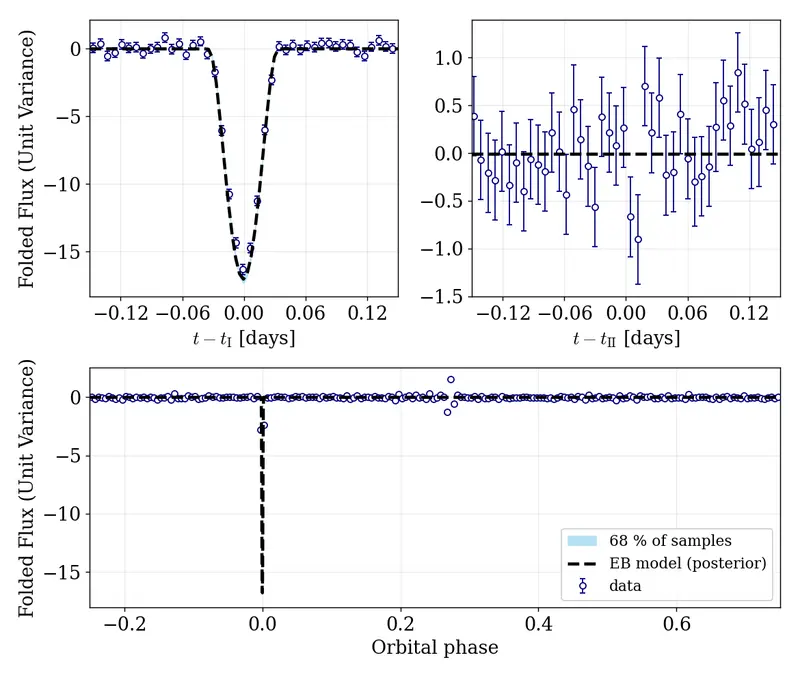 Folded Flux (Unit Variance)
0
−5
−10
−15
−0.12 −0.06 0.00 0.06 0.12
t − tI [days]
1.0
0.5
0.0
−0.5
−1.0
−1.5
−0.12 −0.06 0.00 0.06 0.12
t − tII [days]
Folded Flux (Unit Variance)
0
−5
−10
−15
68 % of samples
EB model (posterior)
data
−0.2 0.0 0.2 0.4 0.6
Orbital phase